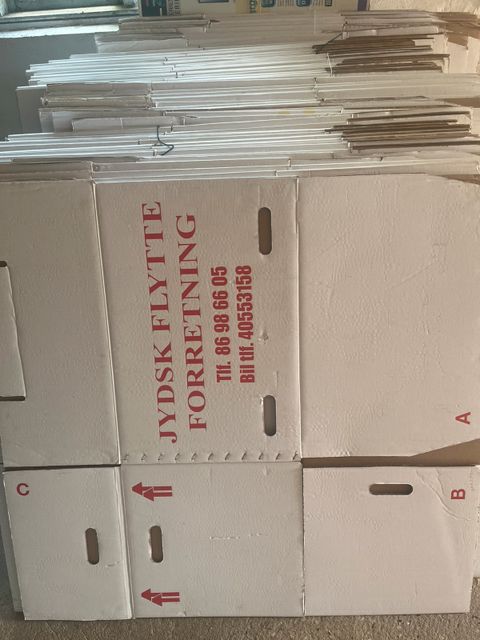 JYDSK FLYTTE
FORRETNING
Tlf. 86 98 66 05
Bil tlf. 40553158
A
B
C